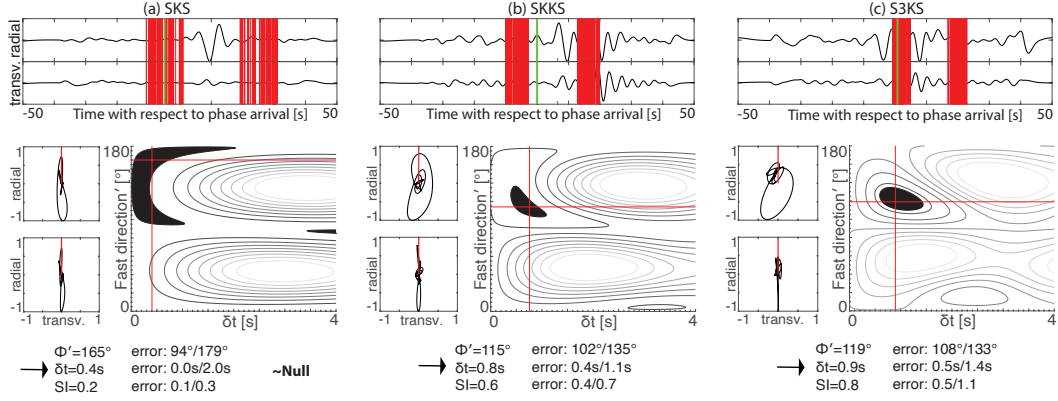 (a) SKS
(b) SKKS
(c) S3KS
transv. radial
-50 Time with respect to phase arrival [s] 50
-50 Time with respect to phase arrival [s] 50
-50 Time with respect to phase arrival [s] 50
1
radial
-1
1
radial
-1
-1 transv. 1
180
Fast direction′ [°]
0
0 δt [s] 4
1
radial
-1
1
radial
-1
-1 transv. 1
180
Fast direction′ [°]
0
0 δt [s] 4
1
radial
-1
1
radial
-1
-1 transv. 1
180
Fast direction′ [°]
0
0 δt [s] 4
Φ′=165° error: 94°/179°
δt=0.4s error: 0.0s/2.0s ~Null
SI=0.2 0.1/0.3
Φ′=115° error: 102°/135°
δt=0.8s error: 0.4s/1.1s
SI=0.6 error: 0.4/0.7
Φ′=119° error: 108°/133°
δt=0.9s error: 0.5s/1.4s
SI=0.8 error: 0.5/1.1